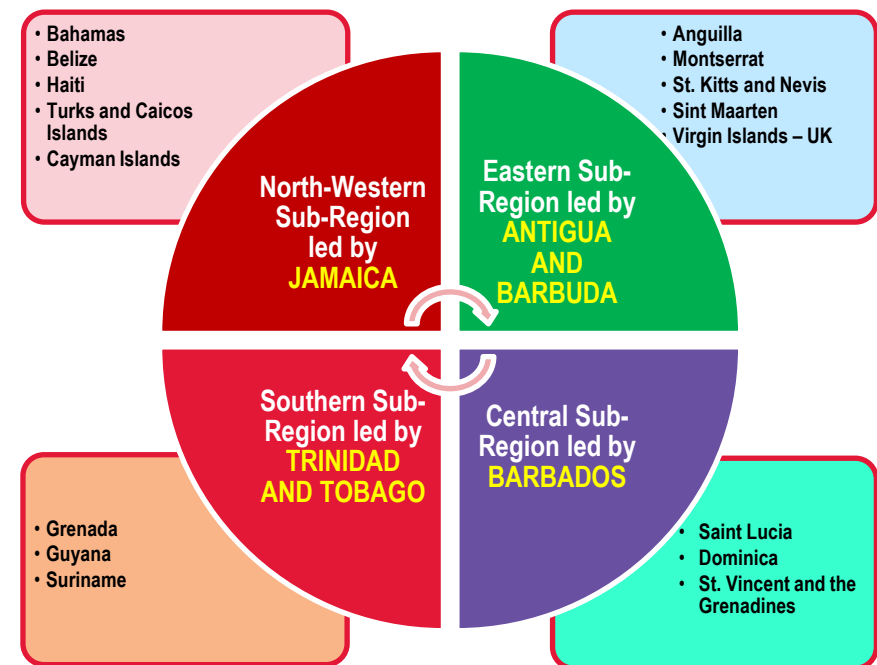 • Bahamas
• Belize
• Haiti
• Turks and Caicos
Islands
• Cayman Islands
North-Western
Sub-Region
led by
JAMAICA
• Anguilla
• Montserrat
• St. Kitts and Nevis
• Sint Maarten
• Virgin Islands – UK
Eastern Sub-
Region led by
ANTIGUA
AND
BARBUDA
Southern Sub-
Region led by
TRINIDAD
AND TOBAGO
• Grenada
• Guyana
• Suriname
Central Sub-
Region led by
BARBADOS
• Saint Lucia
• Dominica
• St. Vincent and the
Grenadines